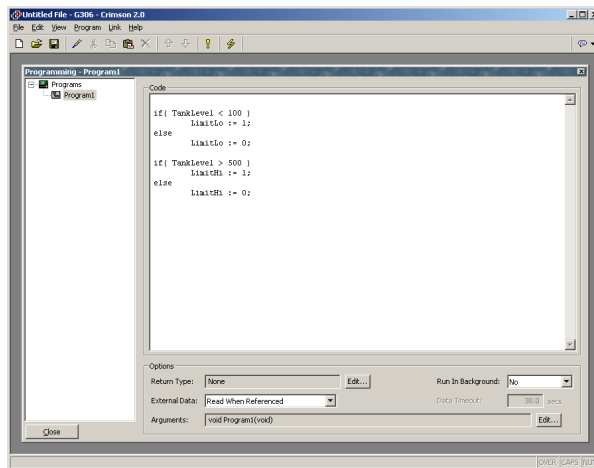 Untitled File - G306 - Crimson 2.0
File Edit View Program Link Help
Programming - Program1
Programs
Program1
Code
if( TankLevel < 100 )
LimitLo := 1;
else
LimitLo := 0;
if( TankLevel > 500 )
LimitHi := 1;
else
LimitHi := 0;
Options
Return Type: None Edit... Run In Background: No
External Data: Read When Referenced Data Timeout: 30.0 secs
Arguments: void Program1(void) Edit...
Close
OVER CAPS NU